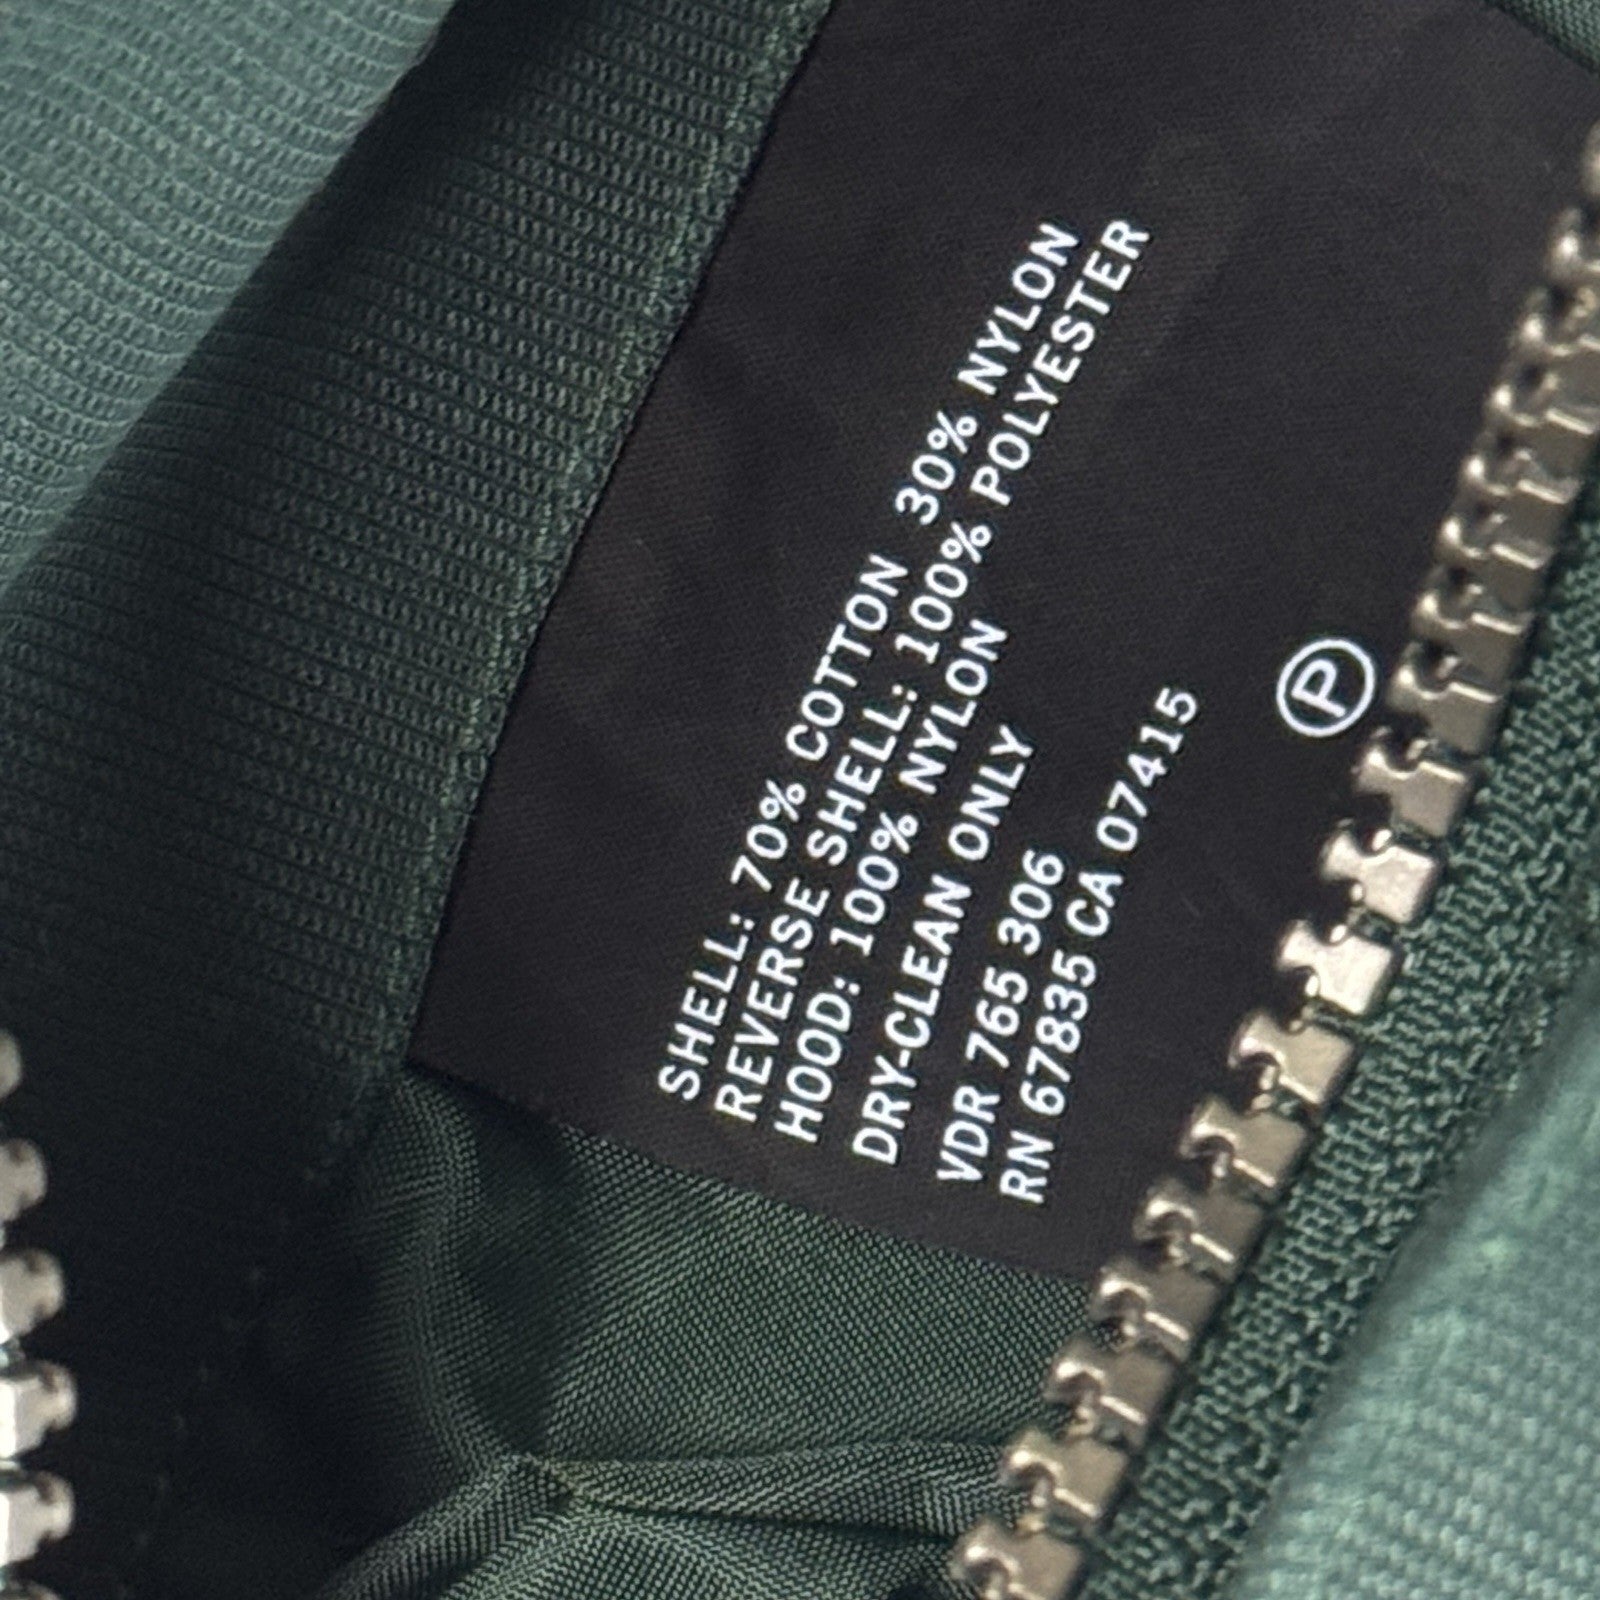 SHELL: 70% COTTON 30% NYLON
REVERSE SHELL: 100% POLYESTER
HOOD: 100% NYLON
DRY-CLEAN ONLY
VDR 765 306
RN 67835 CA 07415
P